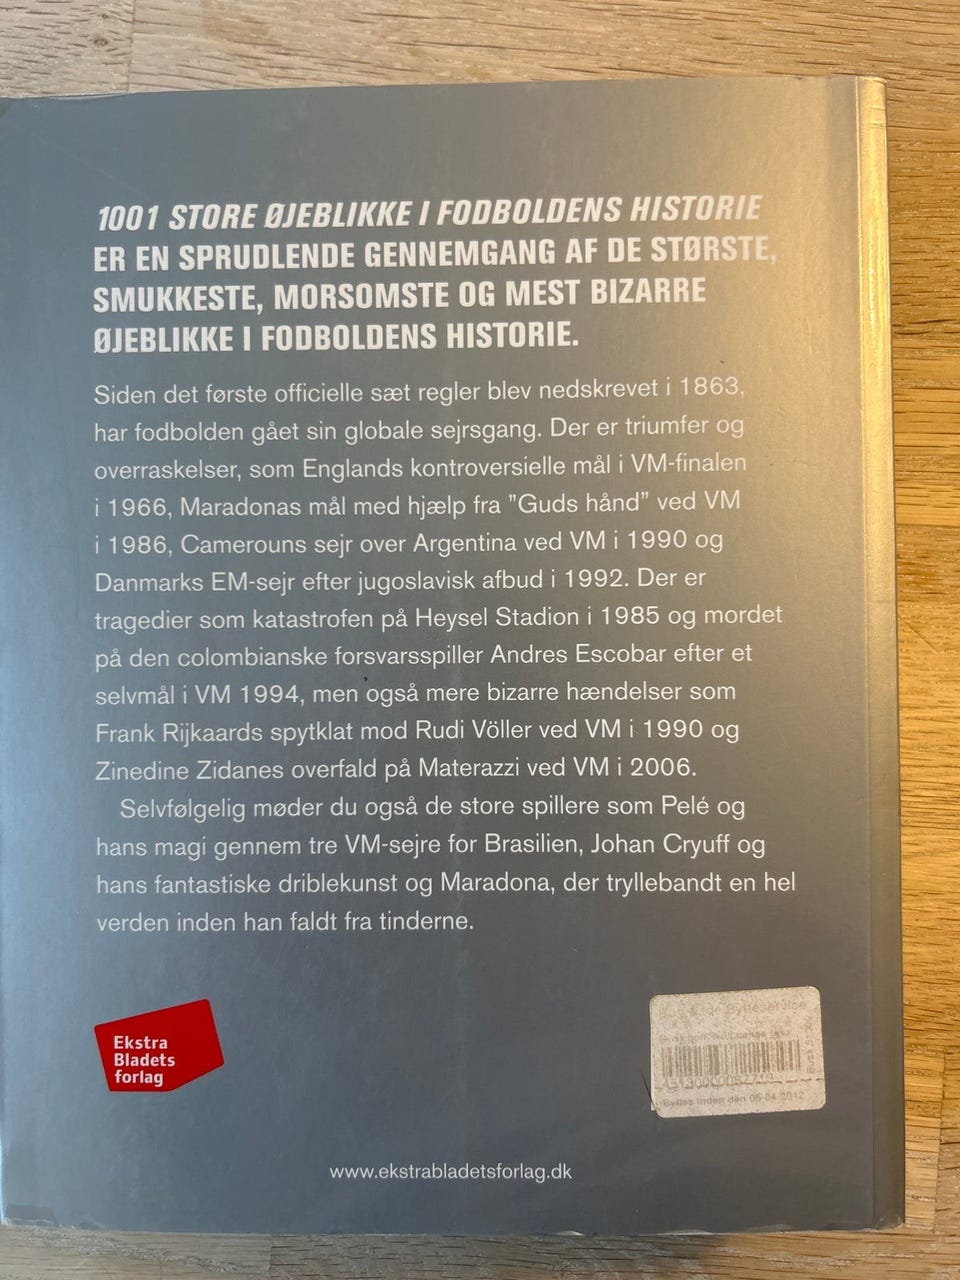 1001 STORE ØJEBLIKKE I FODBOLDENS HISTORIE
ER EN SPRUDLENDE GENNEMGANG AF DE STØRSTE,
SMUKKESTE, MORSOMSTE OG MEST BIZARRE
ØJEBLIKKE I FODBOLDENS HISTORIE.
Siden det første officielle sæt regler blev nedskrevet i 1863,
har fodbolden gået sin globale sejrsgang. Der er triumfer og
overraskelser, som Englands kontroversielle mål i VM-finalen
i 1966, Maradonas mål med hjælp fra ”Guds hånd” ved VM
i 1986, Camerouns sejr over Argentina ved VM i 1990 og
Danmarks EM-sejr efter jugoslavisk afbud i 1992. Der er
tragedier som katastrofen på Heysel Stadion i 1985 og mordet
på den colombianske forsvarsspiller Andres Escobar efter et
selvmål i VM 1994, men også mere bizarre hændelser som
Frank Rijkaards spytklat mod Rudi Völler ved VM i 1990 og
Zinedine Zidanes overfald på Materazzi ved VM i 2006.
Selvfølgelig møder du også de store spillere som Pelé og
hans magi gennem tre VM-sejre for Brasilien, Johan Cryuff og
hans fantastiske driblekunst og Maradona, der tryllebandt en hel
verden inden han faldt fra tinderne.
Ekstra
Bladets
forlag
Byttes inden den 05-04-2012
www.ekstrabladetsforlag.dk